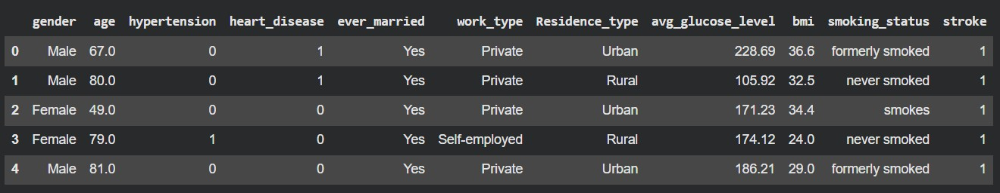 gender age hypertension heart_disease ever_married work_type Residence_type avg_glucose_level bmi smoking_status stroke
0 Male 67.0 0 1 Yes Private Urban 228.69 36.6 formerly smoked 1
1 Male 80.0 0 1 Yes Private Rural 105.92 32.5 never smoked 1
2 Female 49.0 0 0 Yes Private Urban 171.23 34.4 smokes 1
3 Female 79.0 1 0 Yes Self-employed Rural 174.12 24.0 never smoked 1
4 Male 81.0 0 0 Yes Private Urban 186.21 29.0 formerly smoked 1